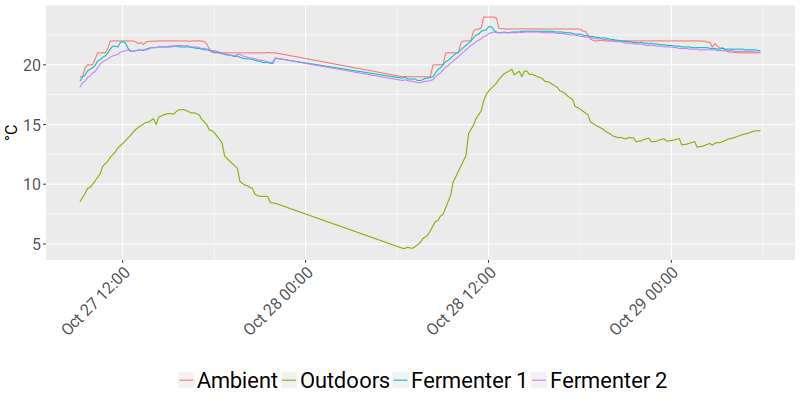 20
15
10
5
°C
Oct 27 12:00
Oct 28 00:00
Oct 28 12:00
Oct 29 00:00
Ambient Outdoors Fermenter 1 Fermenter 2